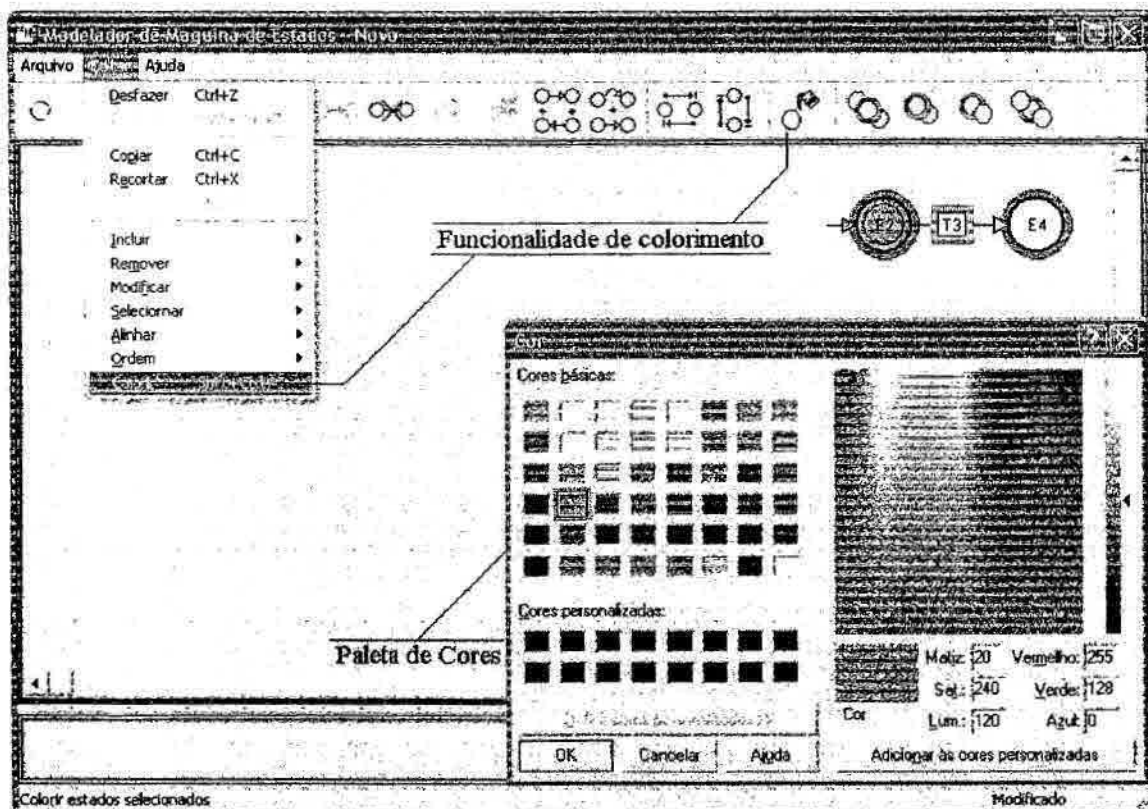 Modelador de Maquina de Estados - Novo
Arquivo Ajuda
Desfazer Ctrl+Z
Copiar Ctrl+C
Recortar Ctrl+X
Incluir
Remover
Modificar
Selecionar
Alinhar
Ordem
Funcionalidade de colorimento
E2 T3 E4
Cor
Cores básicas:
Cores personalizadas:
Paleta de Cores
Matiz: 20 Vermelho: 255
Sat.: 240 Verde: 128
Lum.: 120 Azul: 0
Cor
OK Cancelar Ajuda Adicionar às cores personalizadas
Colorir estados selecionados Modificado